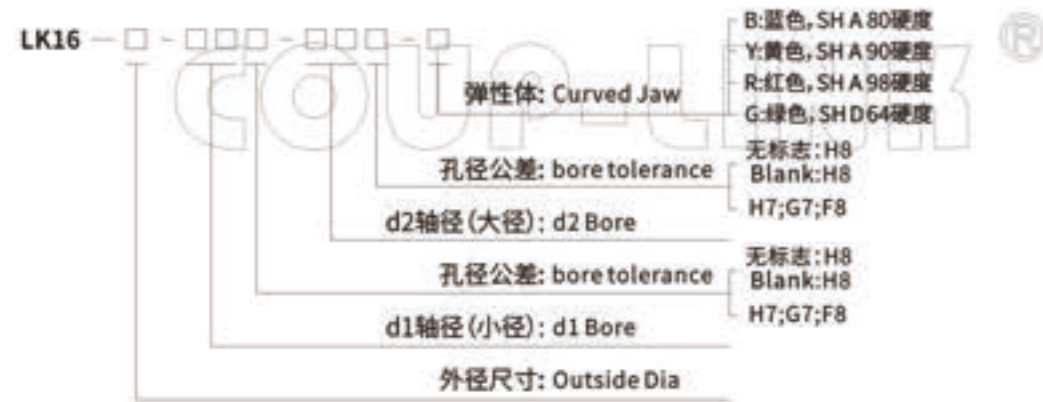 LK16 — □ - □□□ - □□□ - □
COUP-LINK
®
弹性体: Curved Jaw
B:蓝色, SH A 80硬度
Y:黄色, SH A 90硬度
R:红色, SH A 98硬度
G:绿色, SH D 64硬度
孔径公差: bore tolerance
无标志:H8
Blank:H8
H7;G7;F8
d2轴径(大径): d2 Bore
孔径公差: bore tolerance
无标志:H8
Blank:H8
H7;G7;F8
d1轴径(小径): d1 Bore
外径尺寸: Outside Dia